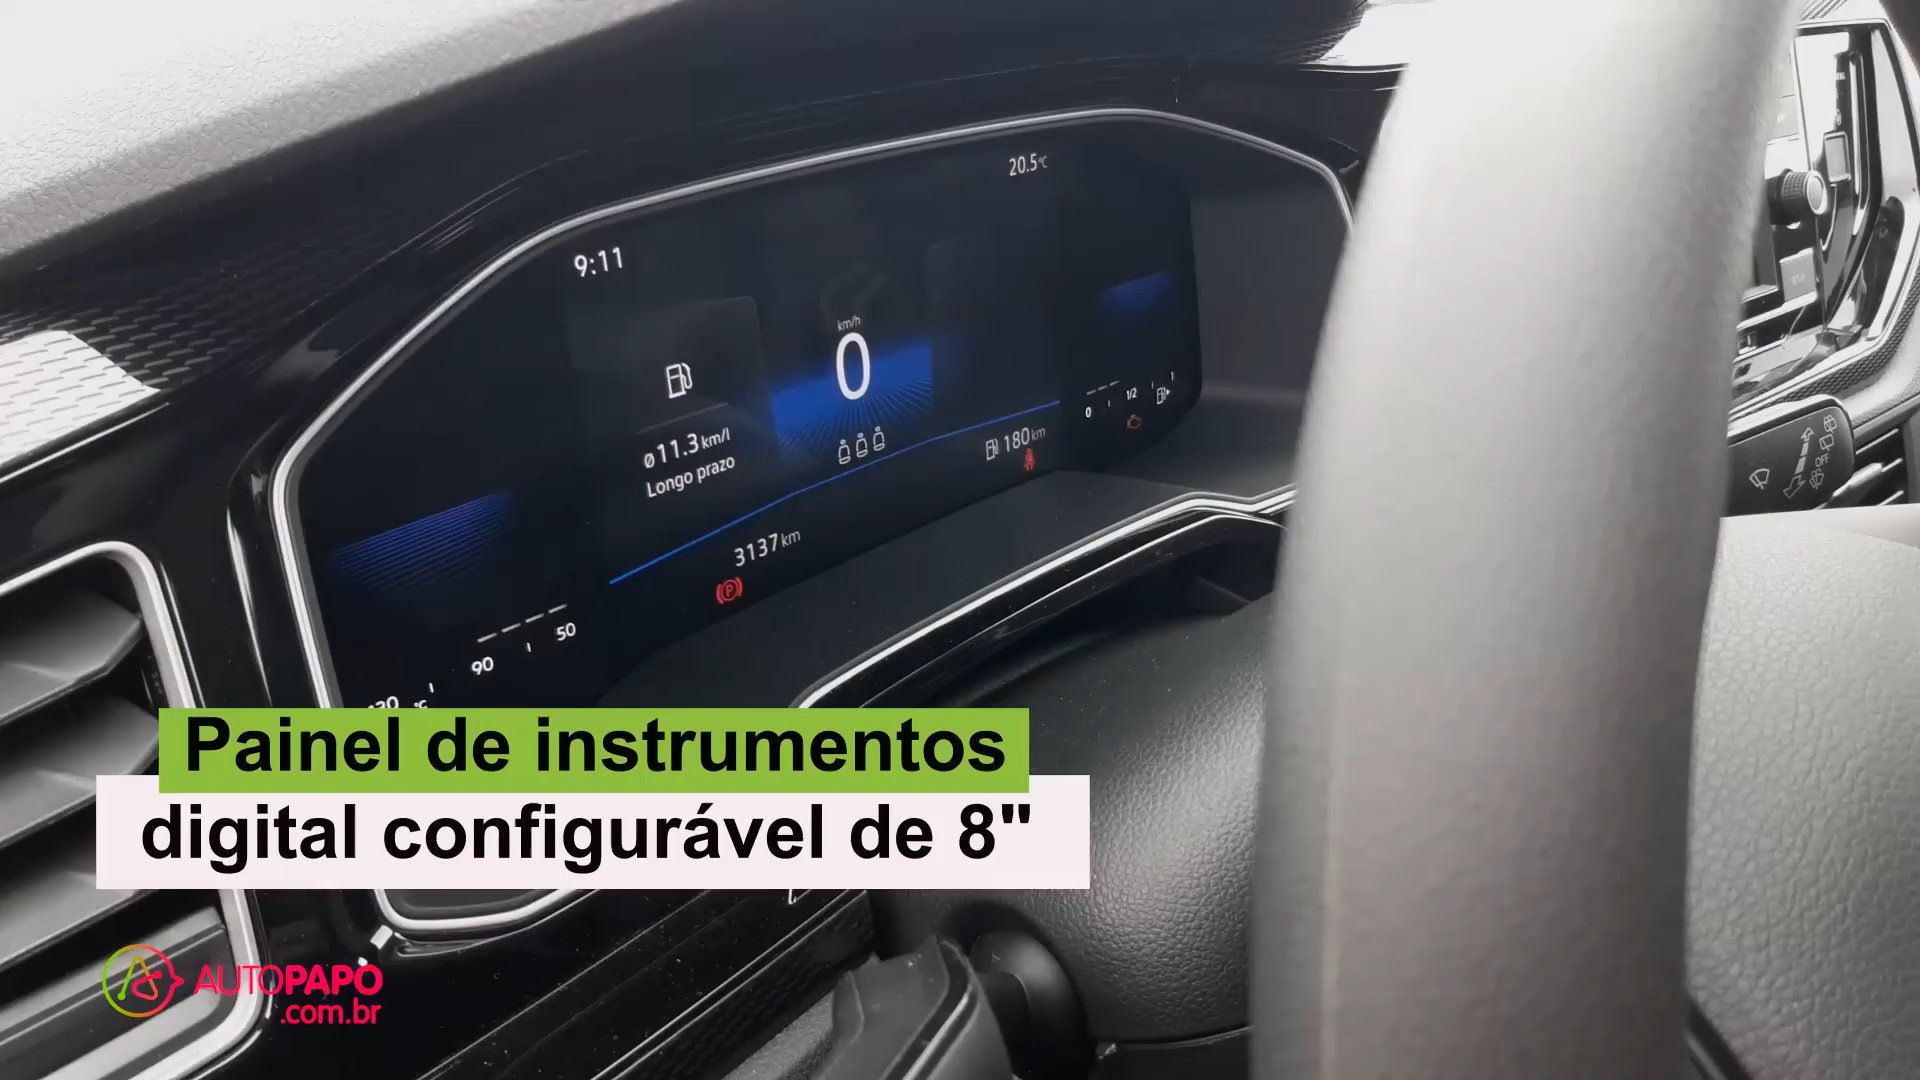 20.5°C
9:11
km/h
0
ø11.3 km/l
Longo prazo
180 km
0
1/2
1
3137 km
90
50
°C
OFF
Painel de instrumentos
digital configurável de 8"
AUTOPAPO
.com.br